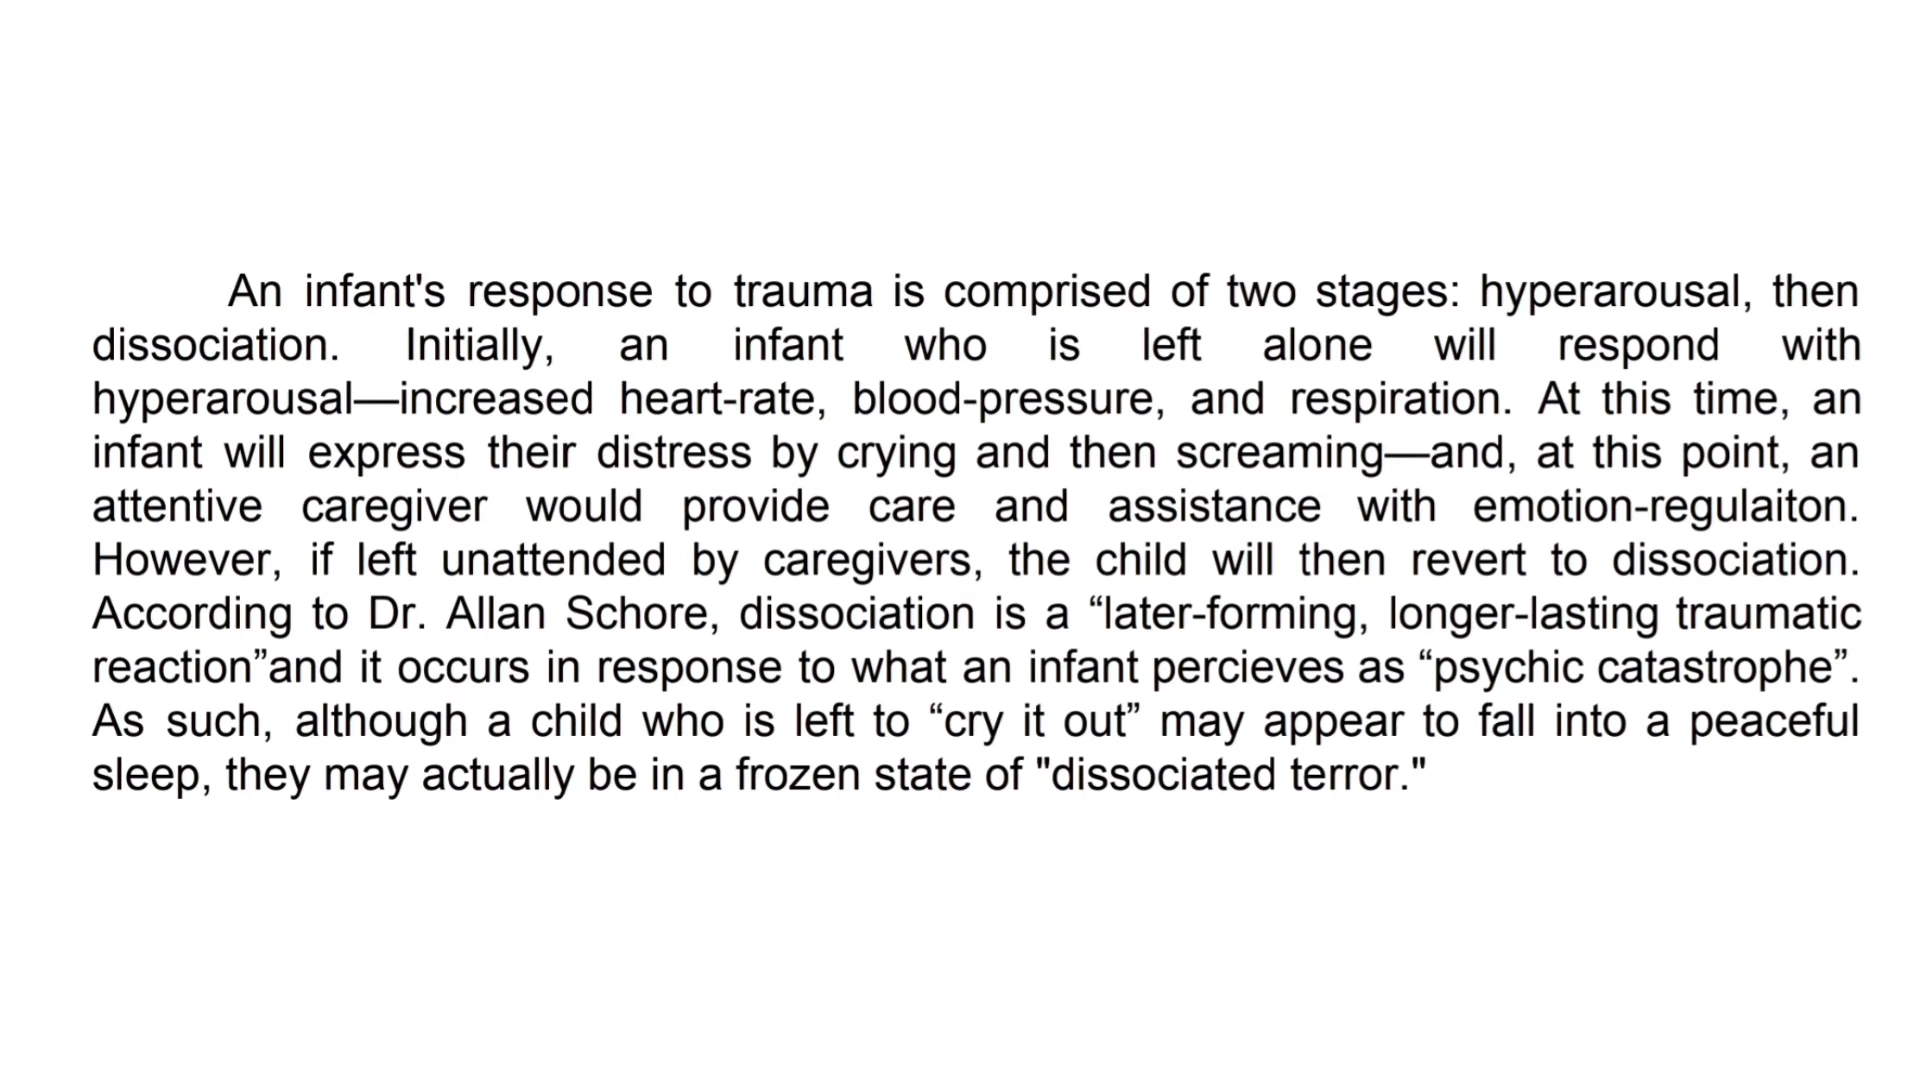 An infant's response to trauma is comprised of two stages: hyperarousal, then
dissociation. Initially, an infant who is left alone will respond with
hyperarousal—increased heart-rate, blood-pressure, and respiration. At this time, an
infant will express their distress by crying and then screaming—and, at this point, an
attentive caregiver would provide care and assistance with emotion-regulaiton.
However, if left unattended by caregivers, the child will then revert to dissociation.
According to Dr. Allan Schore, dissociation is a “later-forming, longer-lasting traumatic
reaction”and it occurs in response to what an infant percieves as “psychic catastrophe”.
As such, although a child who is left to “cry it out” may appear to fall into a peaceful
sleep, they may actually be in a frozen state of "dissociated terror."